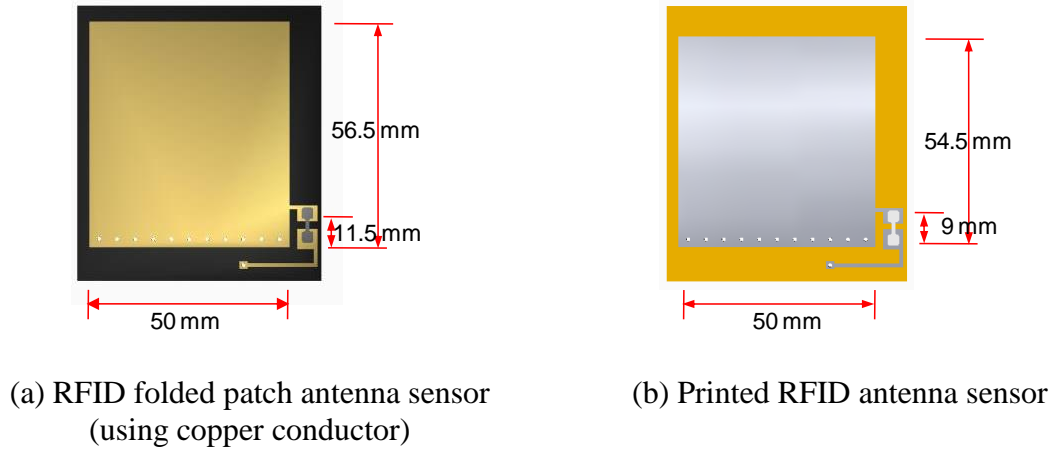 56.5 mm
11.5 mm
50 mm
54.5 mm
9 mm
50 mm
(a) RFID folded patch antenna sensor
(using copper conductor)
(b) Printed RFID antenna sensor